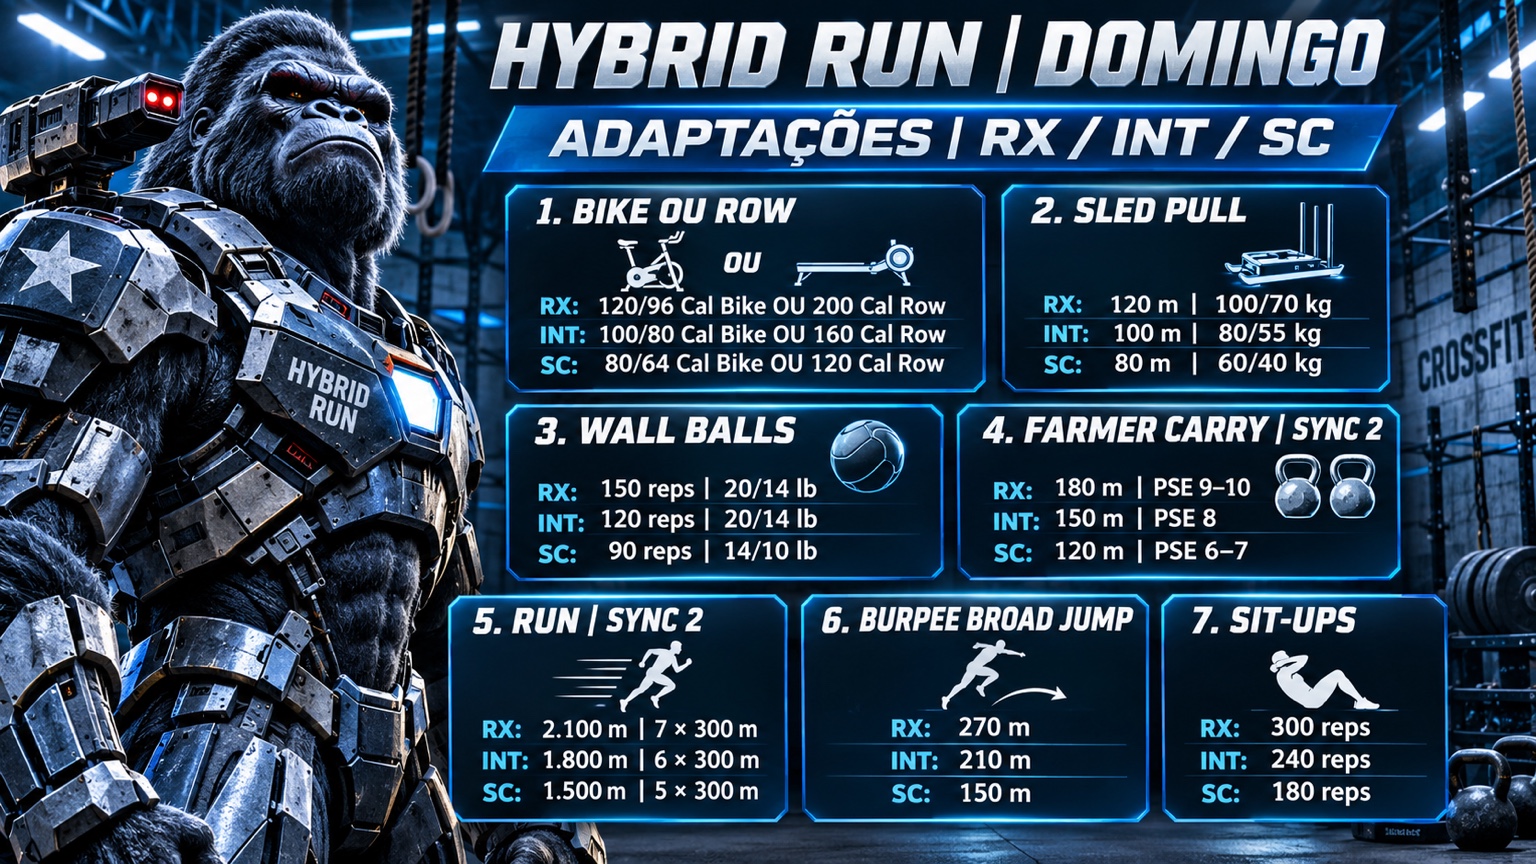 HYBRID RUN | DOMINGO
ADAPTAÇÕES | RX / INT / SC
1. BIKE OU ROW
OU
RX: 120/96 Cal Bike OU 200 Cal Row
INT: 100/80 Cal Bike OU 160 Cal Row
SC: 80/64 Cal Bike OU 120 Cal Row
2. SLED PULL
RX: 120 m | 100/70 kg
INT: 100 m | 80/55 kg
SC: 80 m | 60/40 kg
3. WALL BALLS
RX: 150 reps | 20/14 lb
INT: 120 reps | 20/14 lb
SC: 90 reps | 14/10 lb
4. FARMER CARRY | SYNC 2
RX: 180 m | PSE 9–10
INT: 150 m | PSE 8
SC: 120 m | PSE 6–7
5. RUN | SYNC 2
RX: 2.100 m | 7 × 300 m
INT: 1.800 m | 6 × 300 m
SC: 1.500 m | 5 × 300 m
6. BURPEE BROAD JUMP
RX: 270 m
INT: 210 m
SC: 150 m
7. SIT-UPS
RX: 300 reps
INT: 240 reps
SC: 180 reps
HYBRID
RUN
CROSSFIT